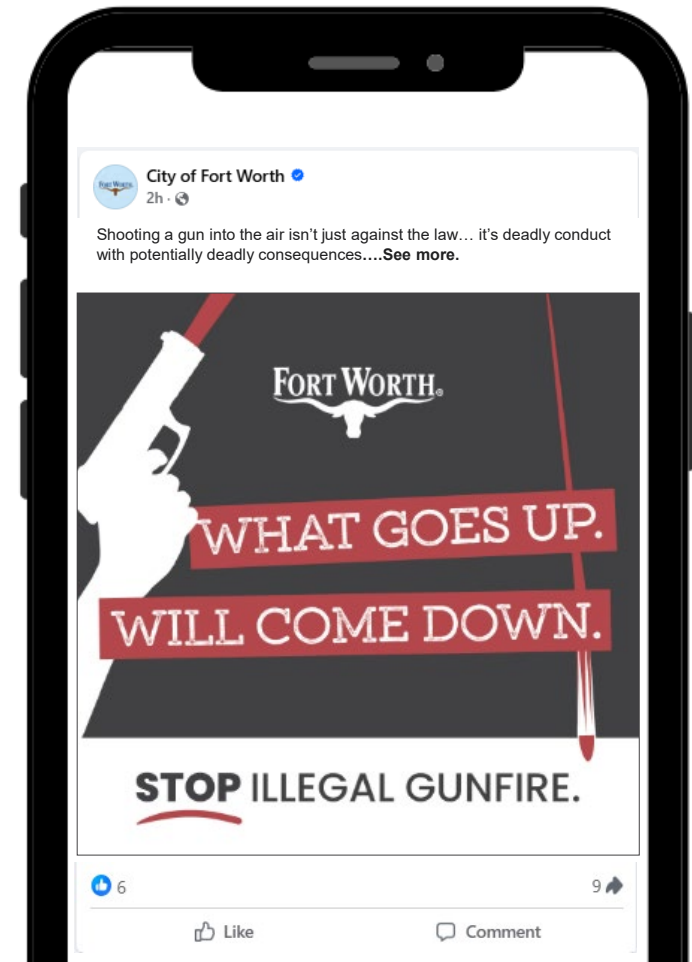 City of Fort Worth
2h ·
Shooting a gun into the air isn't just against the law… it's deadly conduct
with potentially deadly consequences….See more.
FORT WORTH®
WHAT GOES UP.
WILL COME DOWN.
STOP ILLEGAL GUNFIRE.
6
9
Like
Comment